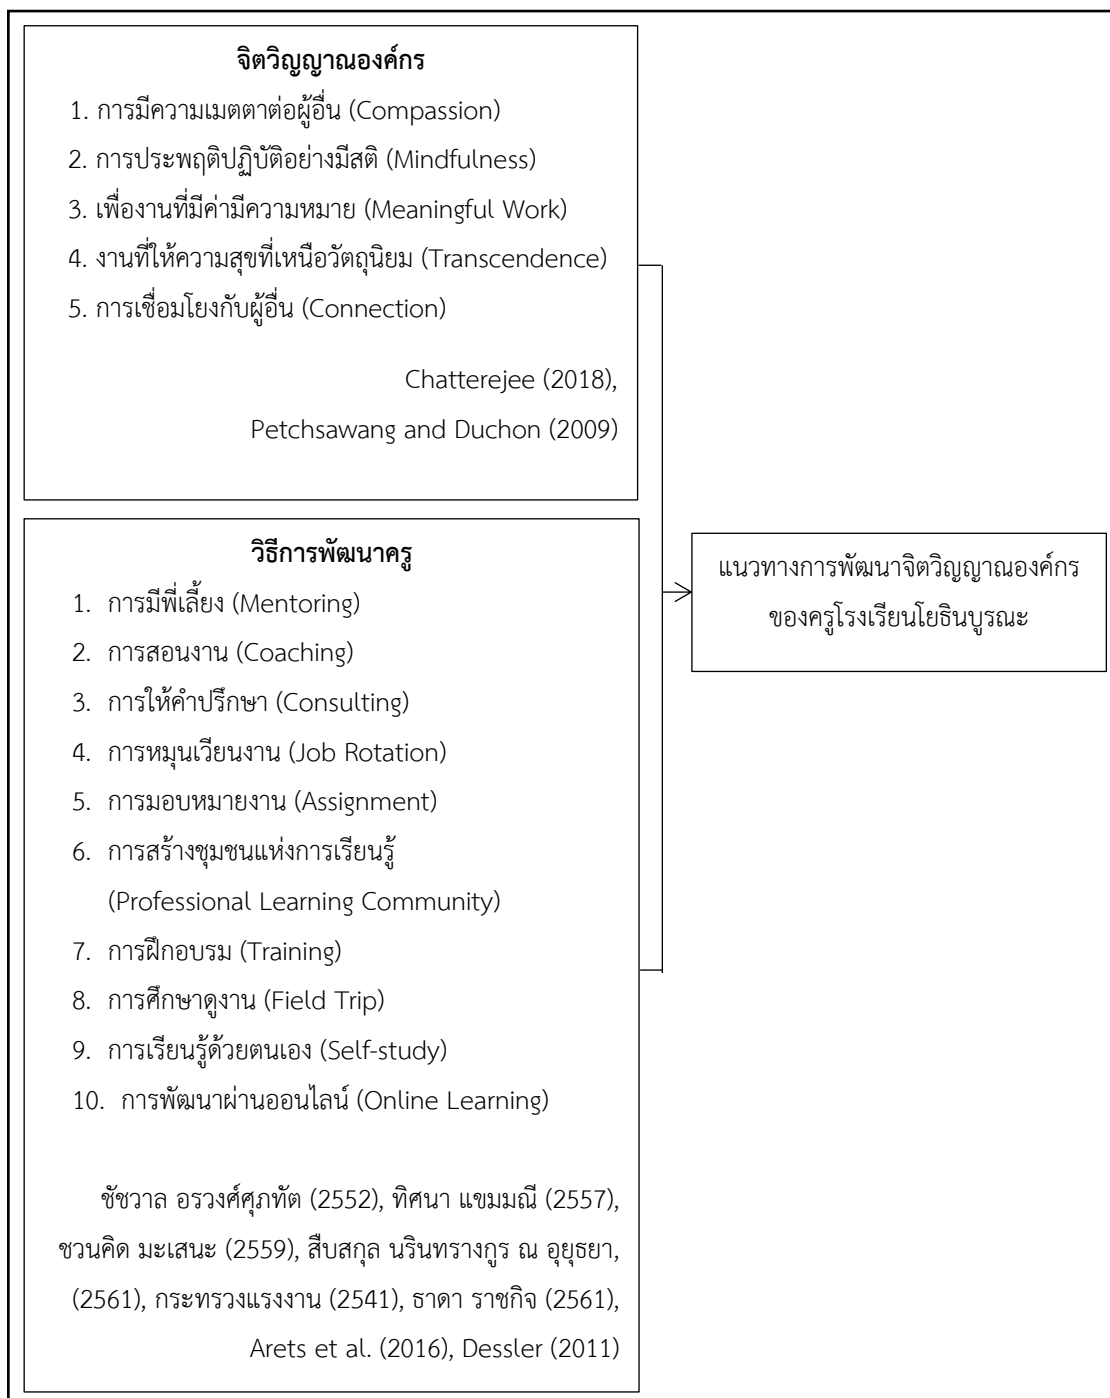 จิตวิญญาณองค์กร
1. การมีความเมตตาต่อผู้อื่น (Compassion)
2. การประพฤติปฏิบัติอย่างมีสติ (Mindfulness)
3. เพื่องานที่มีค่ามีความหมาย (Meaningful Work)
4. งานที่ให้ความสุขที่เหนือวัตถุนิยม (Transcendence)
5. การเชื่อมโยงกับผู้อื่น (Connection)
Chatterejee (2018),
Petchsawang and Duchon (2009)
วิธีการพัฒนาครู
1. การมีพี่เลี้ยง (Mentoring)
2. การสอนงาน (Coaching)
3. การให้คำปรึกษา (Consulting)
4. การหมุนเวียนงาน (Job Rotation)
5. การมอบหมายงาน (Assignment)
6. การสร้างชุมชนแห่งการเรียนรู้
(Professional Learning Community)
7. การฝึกอบรม (Training)
8. การศึกษาดูงาน (Field Trip)
9. การเรียนรู้ด้วยตนเอง (Self-study)
10. การพัฒนาผ่านออนไลน์ (Online Learning)
ชัชวาล อรวงศ์ศุภทัต (2552), ทิศนา แขมมณี (2557),
ชวนคิด มะเสนะ (2559), สืบสกุล นรินทรางกูร ณ อุยุธยา,
(2561), กระทรวงแรงงาน (2541), ธาดา ราชกิจ (2561),
Arets et al. (2016), Dessler (2011)
แนวทางการพัฒนาจิตวิญญาณองค์กร
ของครูโรงเรียนโยธินบูรณะ